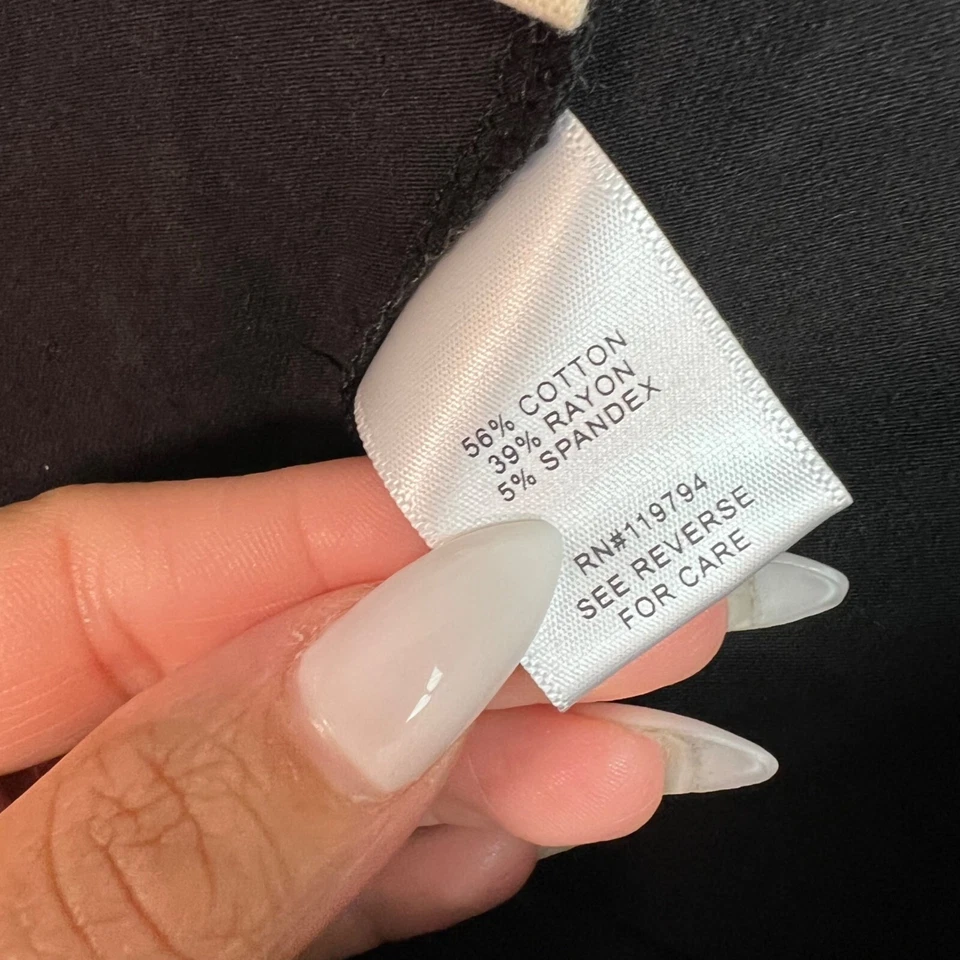 56% COTTON
39% RAYON
5% SPANDEX
RN#119794
SEE REVERSE
FOR CARE